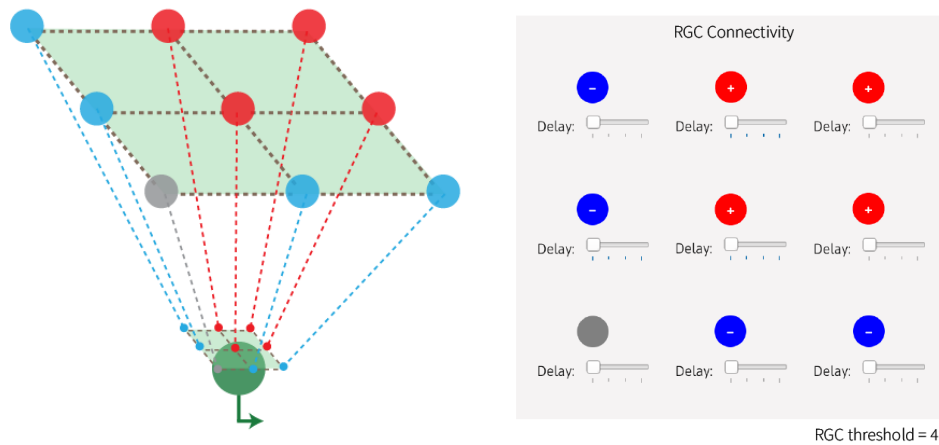 RGC Connectivity
- + +
Delay: Delay: Delay:
- + +
Delay: Delay: Delay:
- -
Delay: Delay: Delay:
RGC threshold = 4